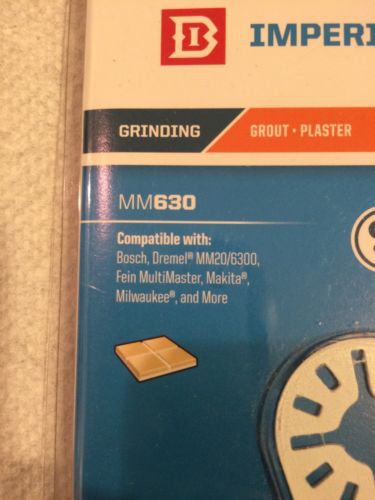 IMPERI
GRINDING
GROUT • PLASTER
MM630
Compatible with:
Bosch, Dremel® MM20/6300,
Fein MultiMaster, Makita®,
Milwaukee®, and More